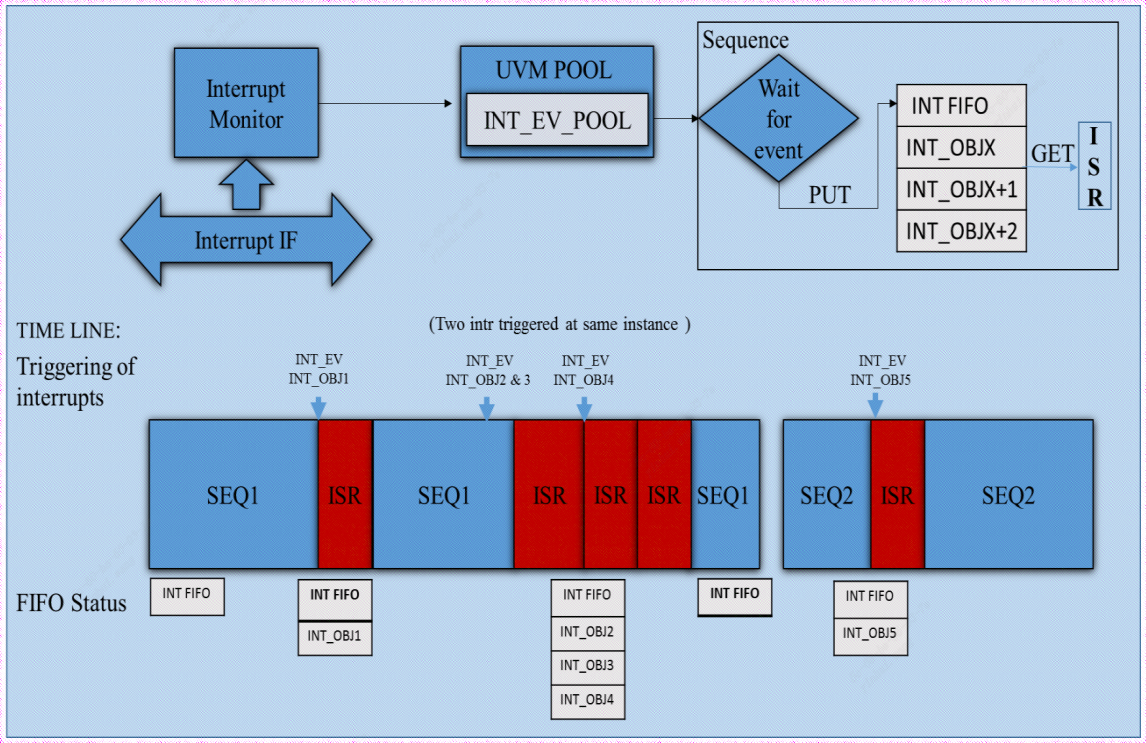 Interrupt
Monitor
Interrupt IF
UVM POOL
INT_EV_POOL
Sequence
Wait
for
event
PUT
INT FIFO
INT_OBJX
INT_OBJX+1
INT_OBJX+2
GET
I
S
R
TIME LINE:
Triggering of
interrupts
(Two intr triggered at same instance )
INT_EV
INT_OBJ1
INT_EV
INT_OBJ2 & 3
INT_EV
INT_OBJ4
INT_EV
INT_OBJ5
SEQ1
ISR
SEQ1
ISR
ISR
ISR
SEQ1
SEQ2
ISR
SEQ2
FIFO Status
INT FIFO
INT FIFO
INT_OBJ1
INT FIFO
INT_OBJ2
INT_OBJ3
INT_OBJ4
INT FIFO
INT FIFO
INT_OBJ5